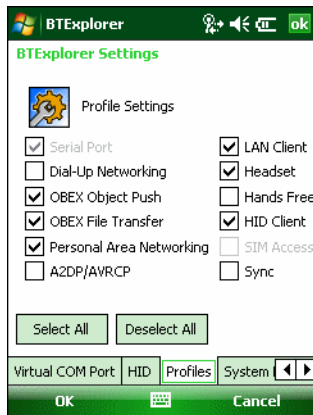 BTExplorer ok
BTExplorer Settings
Profile Settings
Serial Port LAN Client
Dial-Up Networking Headset
OBEX Object Push Hands Free
OBEX File Transfer HID Client
Personal Area Networking SIM Access
A2DP/AVRCP Sync
Select All Deselect All
Virtual COM Port HID Profiles System
OK Cancel